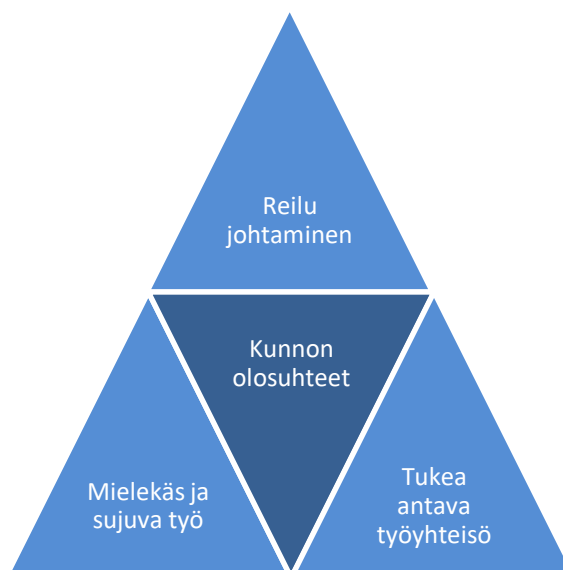 Reilu
johtaminen
Kunnon
olosuhteet
Mielekäs ja
sujuva työ
Tukea
antava
työyhteisö